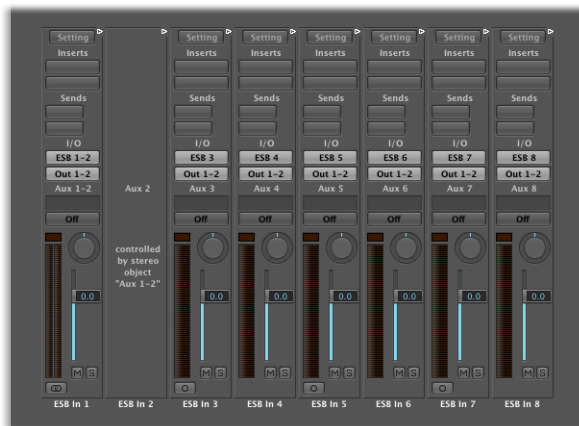 Setting Setting Setting Setting Setting Setting Setting
Inserts Inserts Inserts Inserts Inserts Inserts Inserts
Sends Sends Sends Sends Sends Sends Sends
I/O I/O I/O I/O I/O I/O I/O
ESB 1-2 ESB 3 ESB 4 ESB 5 ESB 6 ESB 7 ESB 8
Out 1-2 Out 1-2 Out 1-2 Out 1-2 Out 1-2 Out 1-2 Out 1-2
Aux 1-2 Aux 2 Aux 3 Aux 4 Aux 5 Aux 6 Aux 7 Aux 8
Off Off Off Off Off Off Off
controlled
by stereo
object
"Aux 1-2"
0.0 0.0 0.0 0.0 0.0 0.0 0.0
M S M S M S M S M S M S M S
ESB In 1 ESB In 2 ESB In 3 ESB In 4 ESB In 5 ESB In 6 ESB In 7 ESB In 8